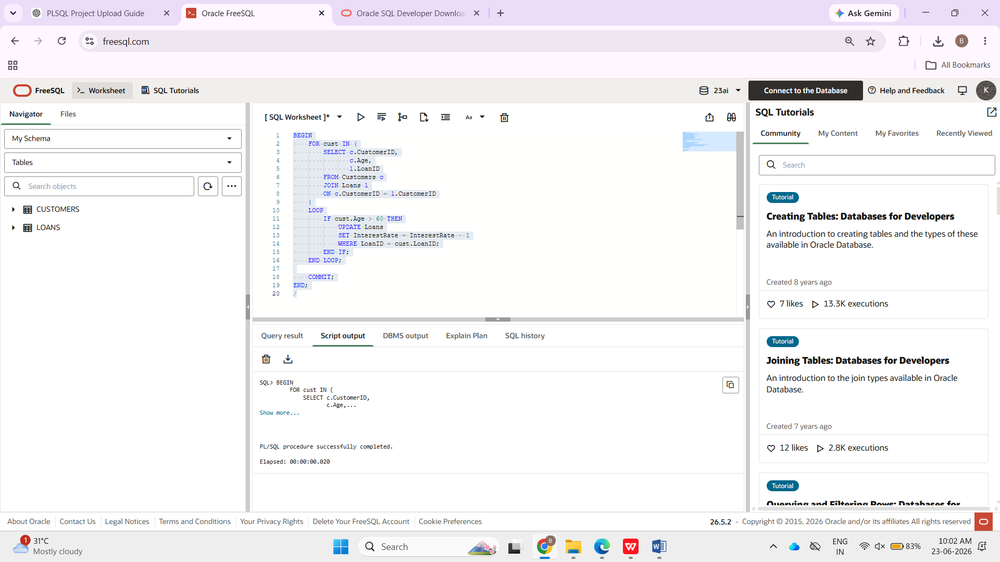 PLSQL Project Upload Guide
Oracle FreeSQL
Oracle SQL Developer Downloa
Ask Gemini
freesql.com
B
All Bookmarks
FreeSQL
Worksheet
SQL Tutorials
23ai
Connect to the Database
Help and Feedback
K
Navigator
Files
My Schema
Tables
Search objects
CUSTOMERS
LOANS
[ SQL Worksheet ]*
Aa
1 BEGIN
2 FOR cust IN (
3 SELECT c.CustomerID,
4 c.Age,
5 l.LoanID
6 FROM Customers c
7 JOIN Loans l
8 ON c.CustomerID = l.CustomerID
9 )
10 LOOP
11 IF cust.Age > 60 THEN
12 UPDATE Loans
13 SET InterestRate = InterestRate - 1
14 WHERE LoanID = cust.LoanID;
15 END IF;
16 END LOOP;
17
18 COMMIT;
19 END;
20 /
Query result
Script output
DBMS output
Explain Plan
SQL history
SQL> BEGIN
FOR cust IN (
SELECT c.CustomerID,
c.Age,...
Show more...
PL/SQL procedure successfully completed.
Elapsed: 00:00:00.020
SQL Tutorials
Community
My Content
My Favorites
Recently Viewed
Search
Tutorial
Creating Tables: Databases for Developers
An introduction to creating tables and the types of these
available in Oracle Database.
Created 8 years ago
7 likes
13.3K executions
Tutorial
Joining Tables: Databases for Developers
An introduction to the join types available in Oracle
Database.
Created 7 years ago
12 likes
2.8K executions
Tutorial
Querying and Filtering Rows: Databases for
About Oracle
Contact Us
Legal Notices
Terms and Conditions
Your Privacy Rights
Delete Your FreeSQL Account
Cookie Preferences
26.5.2 - Copyright © 2015, 2026 Oracle and/or its affiliates All rights reserved
1
31°C
Mostly cloudy
Search
B
W
W
ENG
IN
83%
10:02 AM
23-06-2026